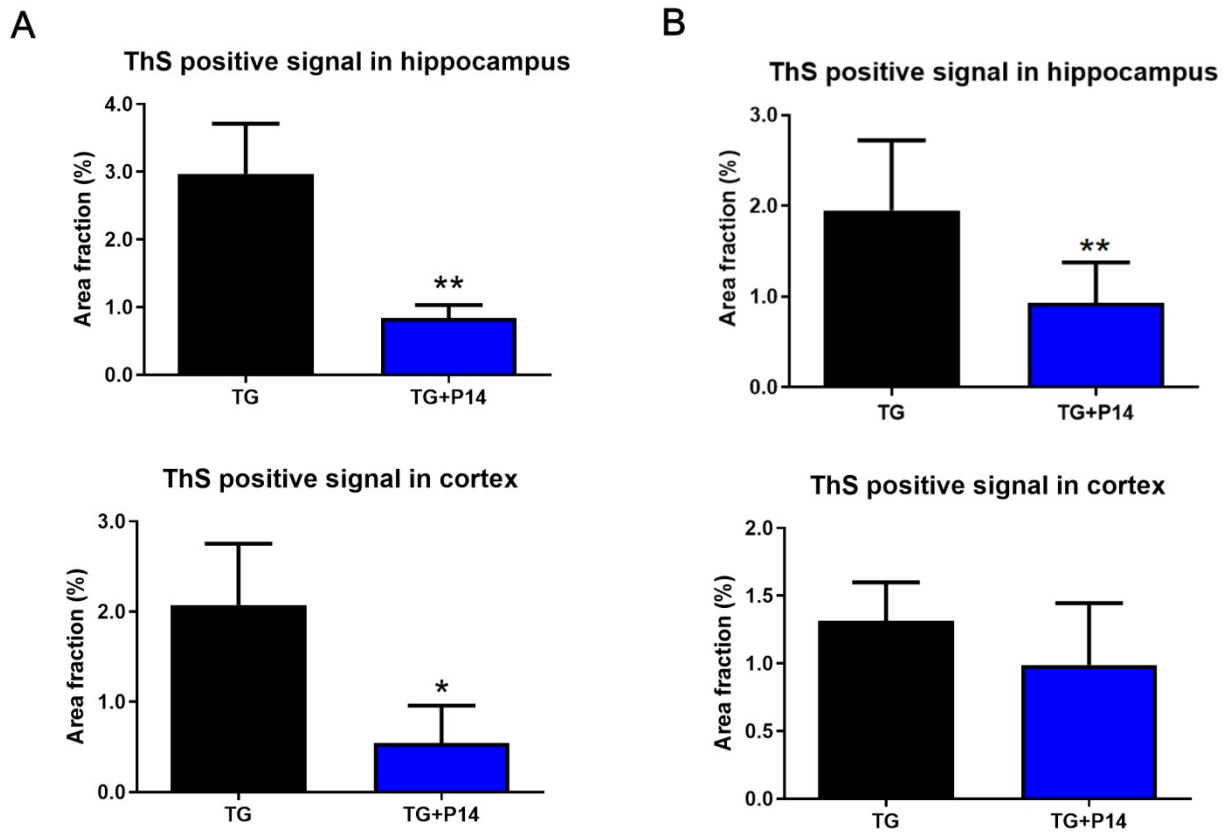 A
ThS positive signal in hippocampus
Area fraction (%)
4.0
3.0
2.0
1.0
0.0
**
TG
TG+P14
ThS positive signal in cortex
Area fraction (%)
3.0
2.0
1.0
0.0
*
TG
TG+P14
B
ThS positive signal in hippocampus
Area fraction (%)
3.0
2.0
1.0
0.0
**
TG
TG+P14
ThS positive signal in cortex
Area fraction (%)
2.0
1.5
1.0
0.5
0.0
TG
TG+P14